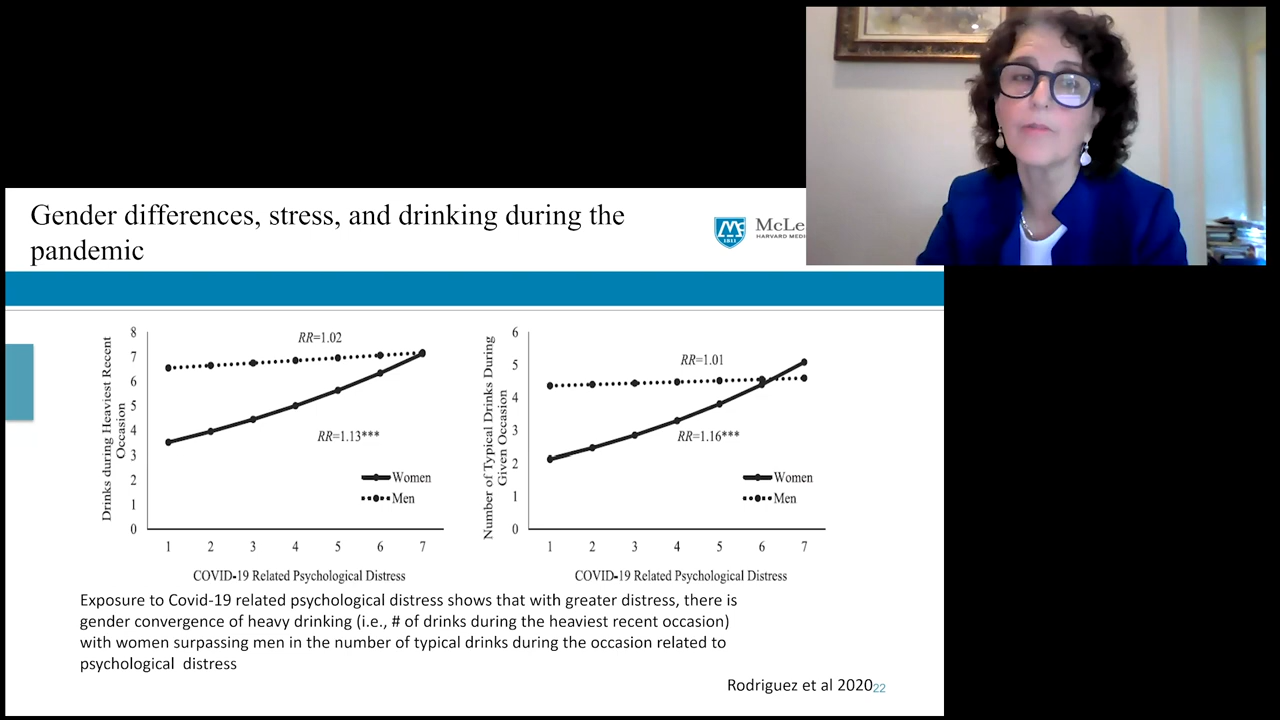 Gender differences, stress, and drinking during the
pandemic
McLe
HARVARD MEDI
1811
8
7
6
5
4
3
2
1
0
Drinks during Heaviest Recent
Occasion
RR=1.02
RR=1.13***
Women
Men
1 2 3 4 5 6 7
COVID-19 Related Psychological Distress
6
5
4
3
2
1
0
Number of Typical Drinks During
Given Occasion
RR=1.01
RR=1.16***
Women
Men
1 2 3 4 5 6 7
COVID-19 Related Psychological Distress
Exposure to Covid-19 related psychological distress shows that with greater distress, there is
gender convergence of heavy drinking (i.e., # of drinks during the heaviest recent occasion)
with women surpassing men in the number of typical drinks during the occasion related to
psychological distress
Rodriguez et al 2020
22